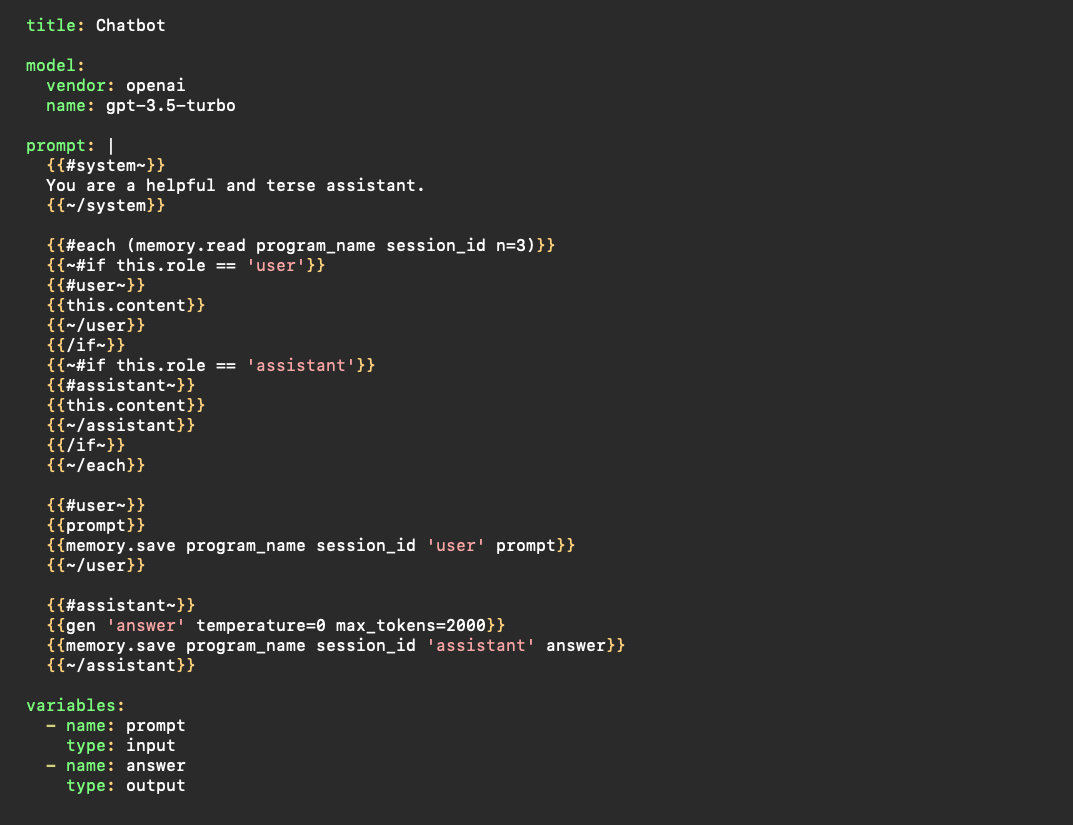 title: Chatbot
model:
vendor: openai
name: gpt-3.5-turbo
prompt: |
{{#system~}}
You are a helpful and terse assistant.
{{~/system}}
{{#each (memory.read program_name session_id n=3)}}
{{~#if this.role == 'user'}}
{{#user~}}
{{this.content}}
{{~/user}}
{{/if~}}
{{~#if this.role == 'assistant'}}
{{#assistant~}}
{{this.content}}
{{~/assistant}}
{{/if~}}
{{~/each}}
{{#user~}}
{{prompt}}
{{memory.save program_name session_id 'user' prompt}}
{{~/user}}
{{#assistant~}}
{{gen 'answer' temperature=0 max_tokens=2000}}
{{memory.save program_name session_id 'assistant' answer}}
{{~/assistant}}
variables:
- name: prompt
type: input
- name: answer
type: output